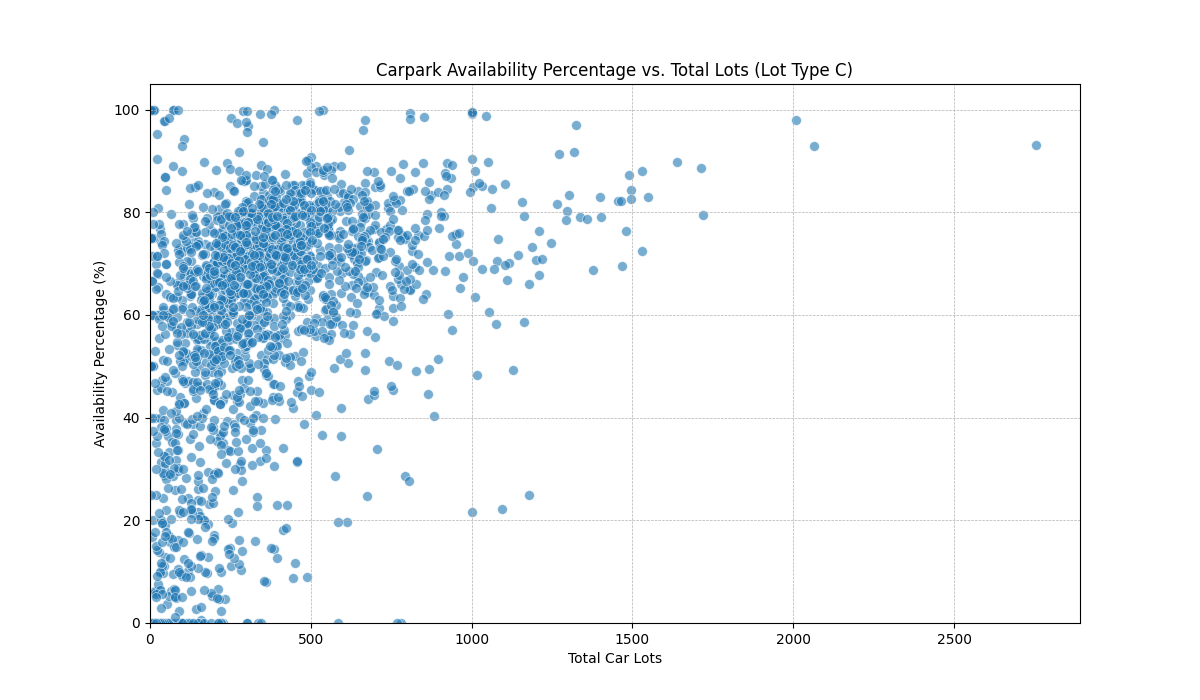 Carpark Availability Percentage vs. Total Lots (Lot Type C)
100
80
60
40
20
0
Availability Percentage (%)
0 500 1000 1500 2000 2500
Total Car Lots